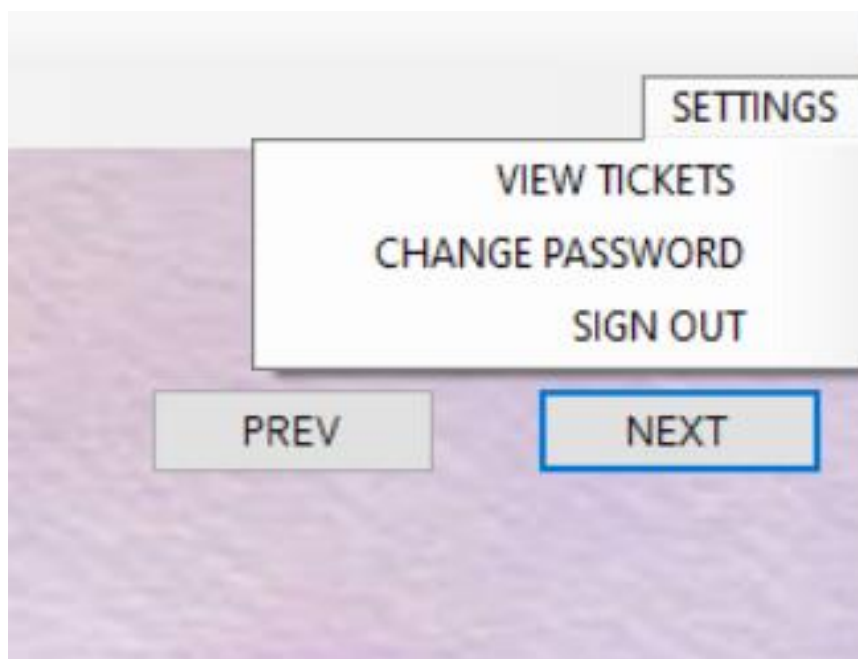 SETTINGS
VIEW TICKETS
CHANGE PASSWORD
SIGN OUT
PREV
NEXT